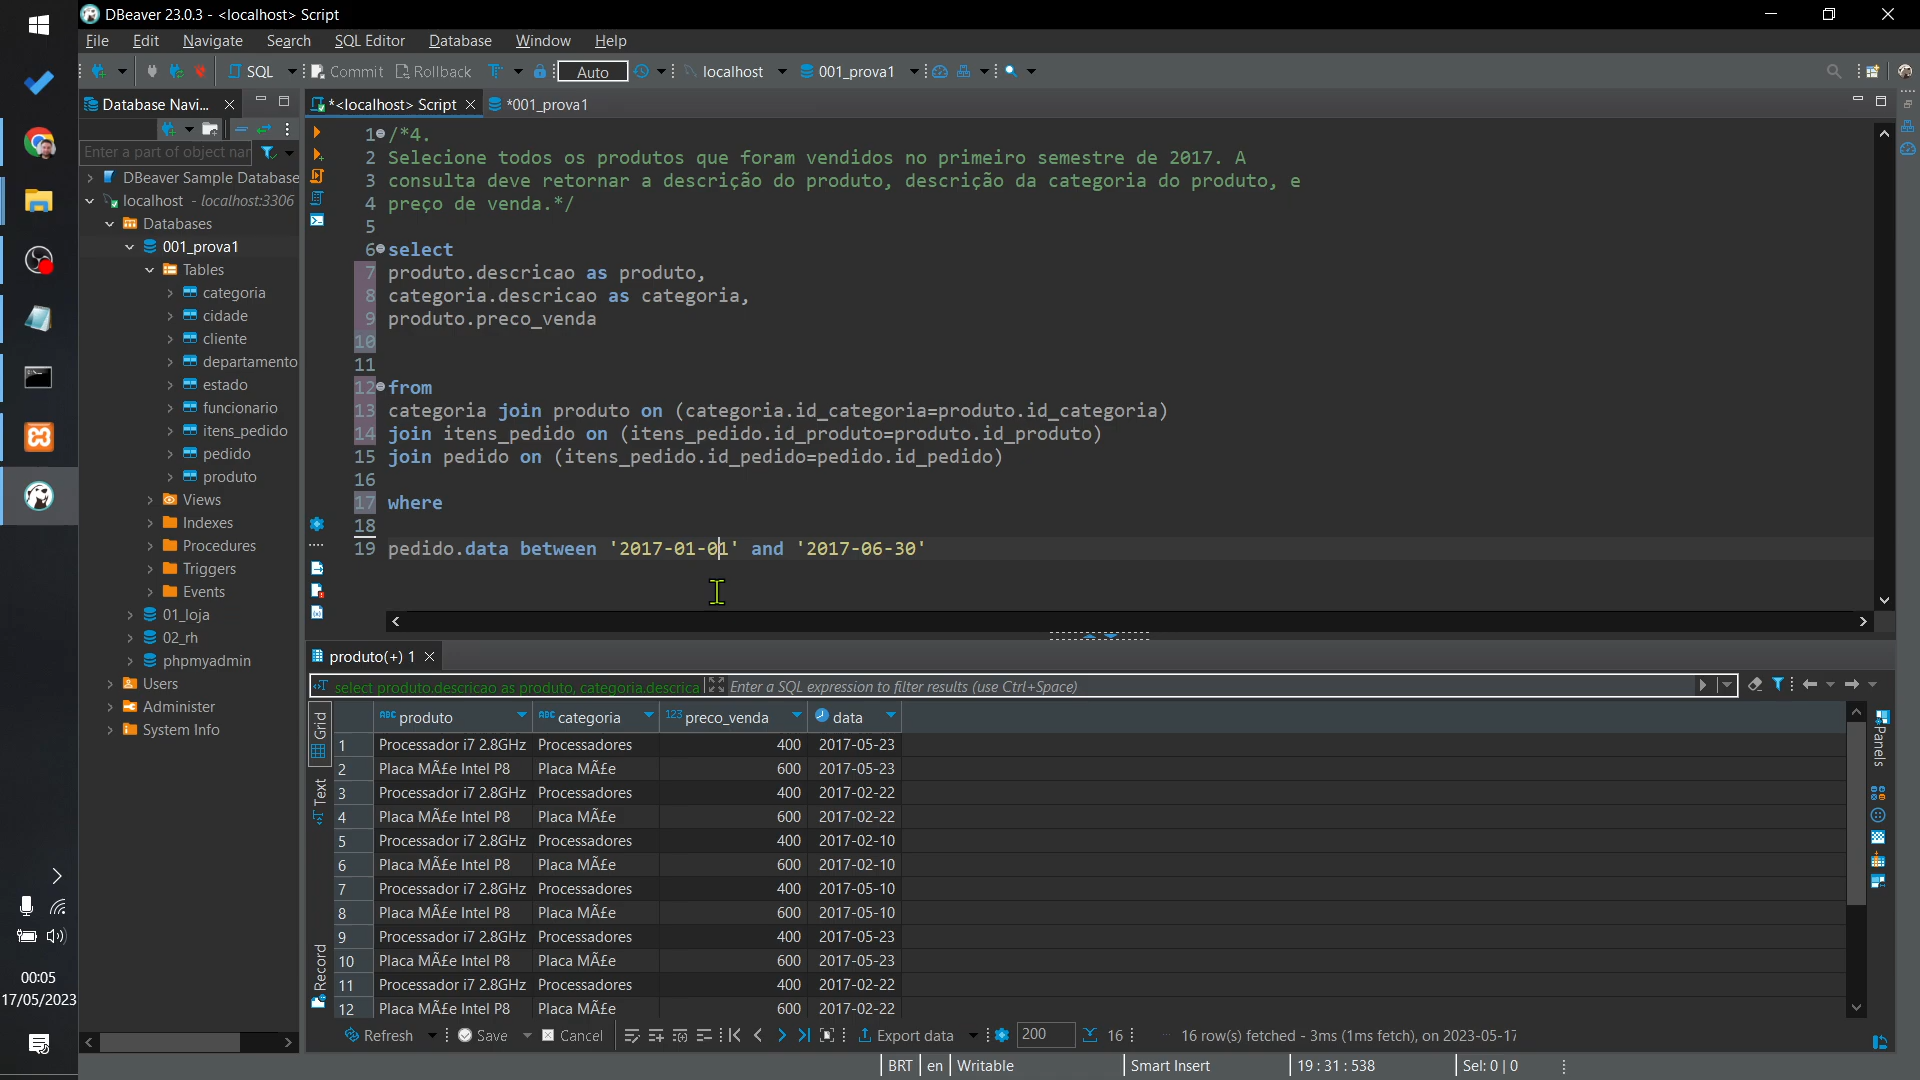 DBeaver 23.0.3 - <localhost> Script
File Edit Navigate Search SQL Editor Database Window Help
SQL Commit Rollback Auto localhost 001_prova1
Database Navi... *<localhost> Script *001_prova1
Enter a part of object nar
DBeaver Sample Database
localhost - localhost:3306
Databases
001_prova1
Tables
categoria
cidade
cliente
departamento
estado
funcionario
itens_pedido
pedido
produto
Views
Indexes
Procedures
Triggers
Events
01_loja
02_rh
phpmyadmin
Users
Administer
System Info
1 /*4.
2 Selecione todos os produtos que foram vendidos no primeiro semestre de 2017. A
3 consulta deve retornar a descrição do produto, descrição da categoria do produto, e
4 preço de venda.*/
5
6 select
7 produto.descricao as produto,
8 categoria.descricao as categoria,
9 produto.preco_venda
10
11
12 from
13 categoria join produto on (categoria.id_categoria=produto.id_categoria)
14 join itens_pedido on (itens_pedido.id_produto=produto.id_produto)
15 join pedido on (itens_pedido.id_pedido=pedido.id_pedido)
16
17 where
18
19 pedido.data between '2017-01-01' and '2017-06-30'
produto(+) 1
select produto.descricao as produto, categoria.descrica Enter a SQL expression to filter results (use Ctrl+Space)
Grid
Text
Record
Panels
ABC produto ABC categoria 123 preco_venda data
1 Processador i7 2.8GHz Processadores 400 2017-05-23
2 Placa MÃ£e Intel P8 Placa MÃ£e 600 2017-05-23
3 Processador i7 2.8GHz Processadores 400 2017-02-22
4 Placa MÃ£e Intel P8 Placa MÃ£e 600 2017-02-22
5 Processador i7 2.8GHz Processadores 400 2017-02-10
6 Placa MÃ£e Intel P8 Placa MÃ£e 600 2017-02-10
7 Processador i7 2.8GHz Processadores 400 2017-05-10
8 Placa MÃ£e Intel P8 Placa MÃ£e 600 2017-05-10
9 Processador i7 2.8GHz Processadores 400 2017-05-23
10 Placa MÃ£e Intel P8 Placa MÃ£e 600 2017-05-23
11 Processador i7 2.8GHz Processadores 400 2017-02-22
12 Placa MÃ£e Intel P8 Placa MÃ£e 600 2017-02-22
Refresh Save Cancel Export data 200 16 16 row(s) fetched - 3ms (1ms fetch), on 2023-05-17
BRT en Writable Smart Insert 19 : 31 : 538 Sel: 0 | 0
00:05
17/05/2023